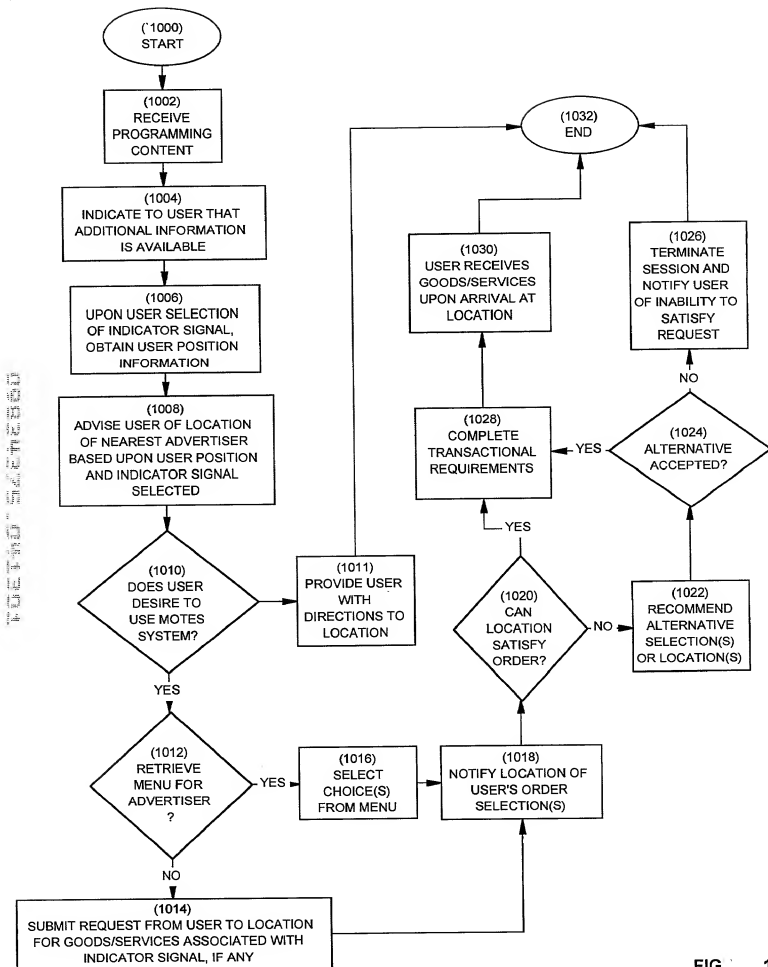 (`1000)
START
(1002)
RECEIVE
PROGRAMMING
CONTENT
(1004)
INDICATE TO USER THAT
ADDITIONAL INFORMATION
IS AVAILABLE
(1006)
UPON USER SELECTION
OF INDICATOR SIGNAL,
OBTAIN USER POSITION
INFORMATION
(1008)
ADVISE USER OF LOCATION
OF NEAREST ADVERTISER
BASED UPON USER POSITION
AND INDICATOR SIGNAL
SELECTED
(1010)
DOES USER
DESIRE TO
USE MOTES
SYSTEM?
(1011)
PROVIDE USER
WITH
DIRECTIONS TO
LOCATION
YES
(1012)
RETRIEVE
MENU FOR
ADVERTISER
?
YES
(1016)
SELECT
CHOICE(S)
FROM MENU
(1018)
NOTIFY LOCATION OF
USER'S ORDER
SELECTION(S)
NO
(1014)
SUBMIT REQUEST FROM USER TO LOCATION
FOR GOODS/SERVICES ASSOCIATED WITH
INDICATOR SIGNAL, IF ANY
(1020)
CAN
LOCATION
SATISFY
ORDER?
NO
(1022)
RECOMMEND
ALTERNATIVE
SELECTION(S)
OR LOCATION(S)
YES
(1024)
ALTERNATIVE
ACCEPTED?
YES
(1028)
COMPLETE
TRANSACTIONAL
REQUIREMENTS
NO
(1026)
TERMINATE
SESSION AND
NOTIFY USER
OF INABILITY TO
SATISFY
REQUEST
(1030)
USER RECEIVES
GOODS/SERVICES
UPON ARRIVAL AT
LOCATION
(1032)
END
FIG